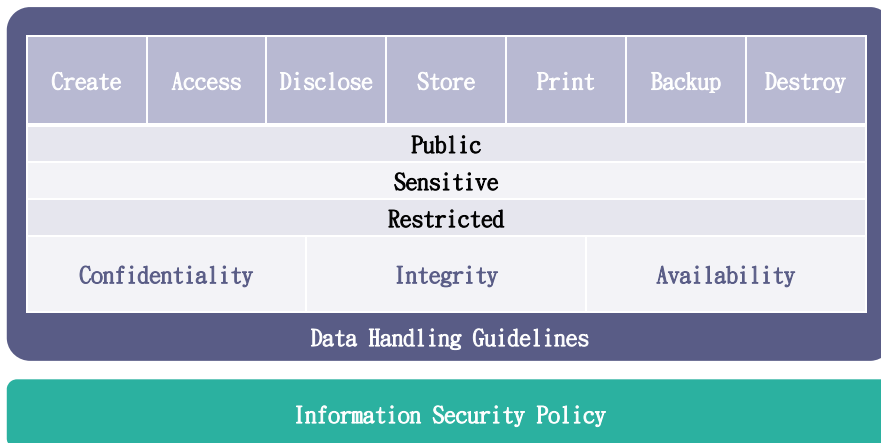 Create Access Disclose Store Print Backup Destroy
Public
Sensitive
Restricted
Confidentiality Integrity Availability
Data Handling Guidelines
Information Security Policy